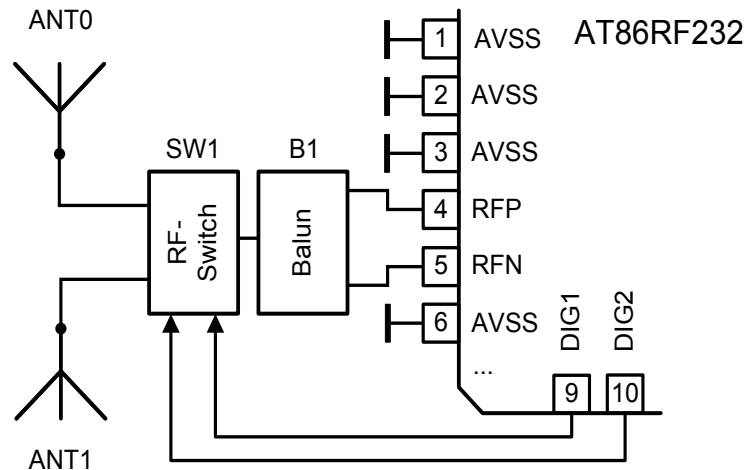 ANT0
AT86RF232
1 AVSS
2 AVSS
3 AVSS
SW1
B1
RF-
Switch
Balun
4 RFP
5 RFN
6 AVSS
...
DIG1
DIG2
9
10
ANT1